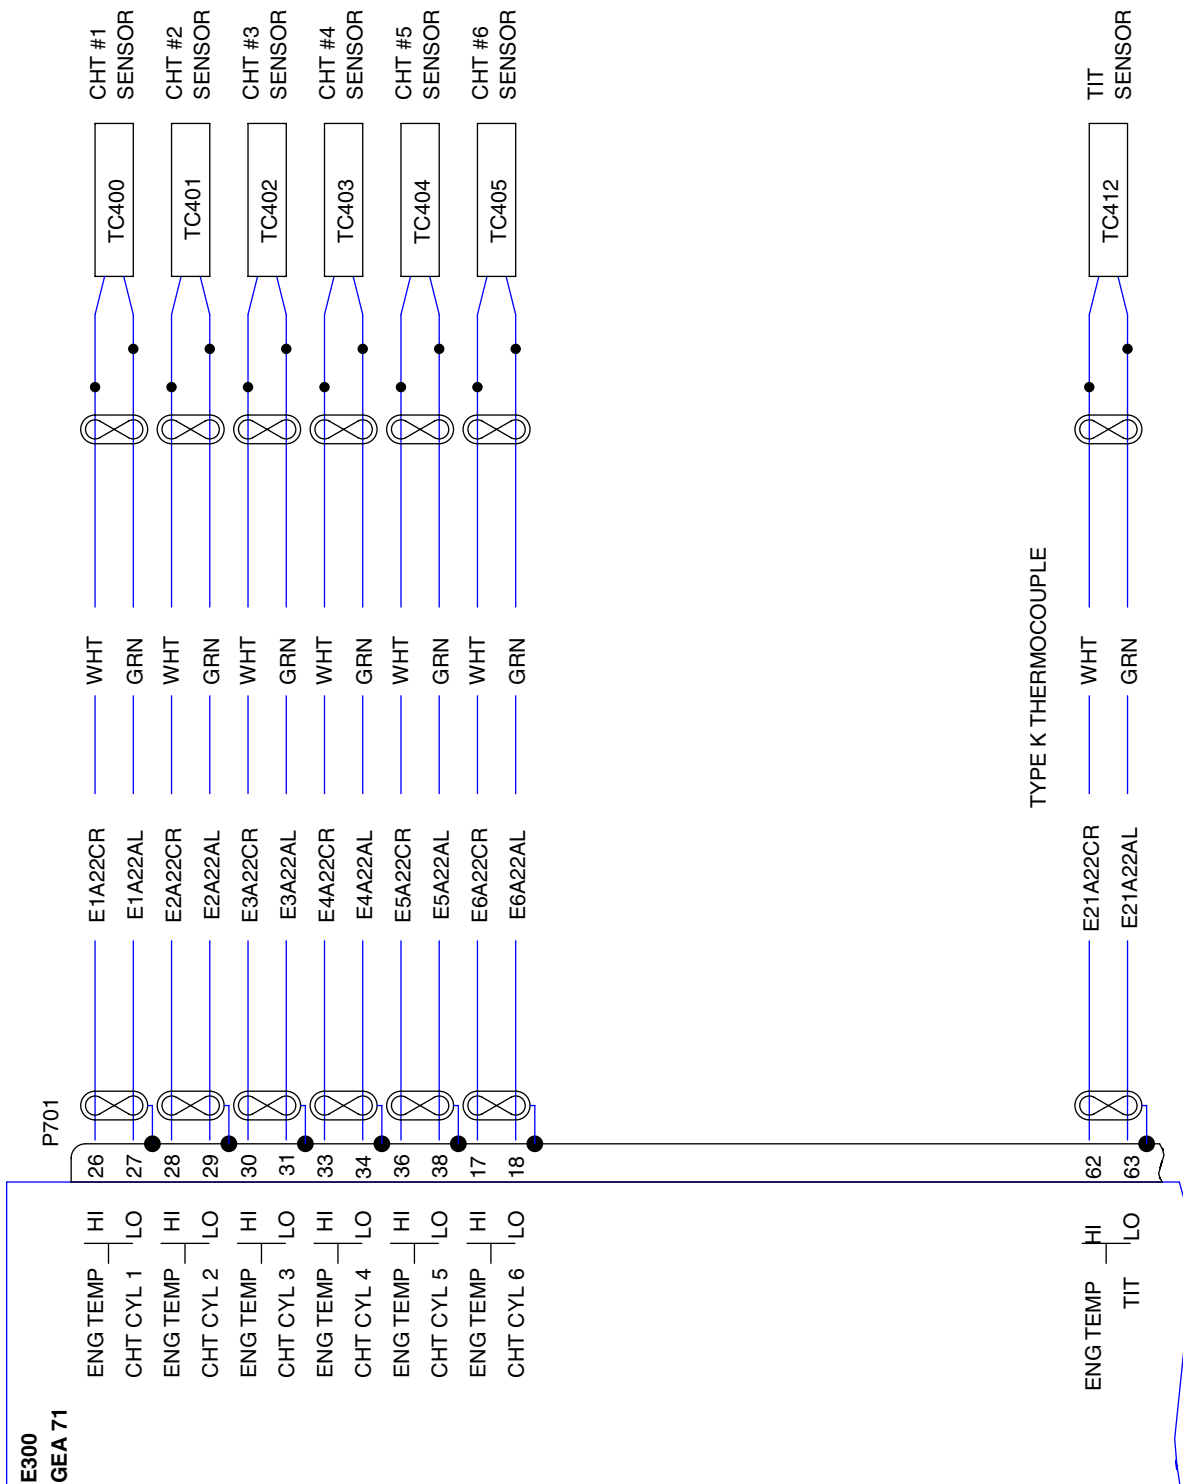 E300
GEA 71
P701
ENG TEMP HI 26 E1A22CR WHT CHT #1
CHT CYL 1 LO 27 E1A22AL GRN TC400 SENSOR
ENG TEMP HI 28 E2A22CR WHT CHT #2
CHT CYL 2 LO 29 E2A22AL GRN TC401 SENSOR
ENG TEMP HI 30 E3A22CR WHT CHT #3
CHT CYL 3 LO 31 E3A22AL GRN TC402 SENSOR
ENG TEMP HI 33 E4A22CR WHT CHT #4
CHT CYL 4 LO 34 E4A22AL GRN TC403 SENSOR
ENG TEMP HI 36 E5A22CR WHT CHT #5
CHT CYL 5 LO 38 E5A22AL GRN TC404 SENSOR
ENG TEMP HI 17 E6A22CR WHT CHT #6
CHT CYL 6 LO 18 E6A22AL GRN TC405 SENSOR
TYPE K THERMOCOUPLE
ENG TEMP HI 62 E21A22CR WHT TIT
TIT LO 63 E21A22AL GRN TC412 SENSOR